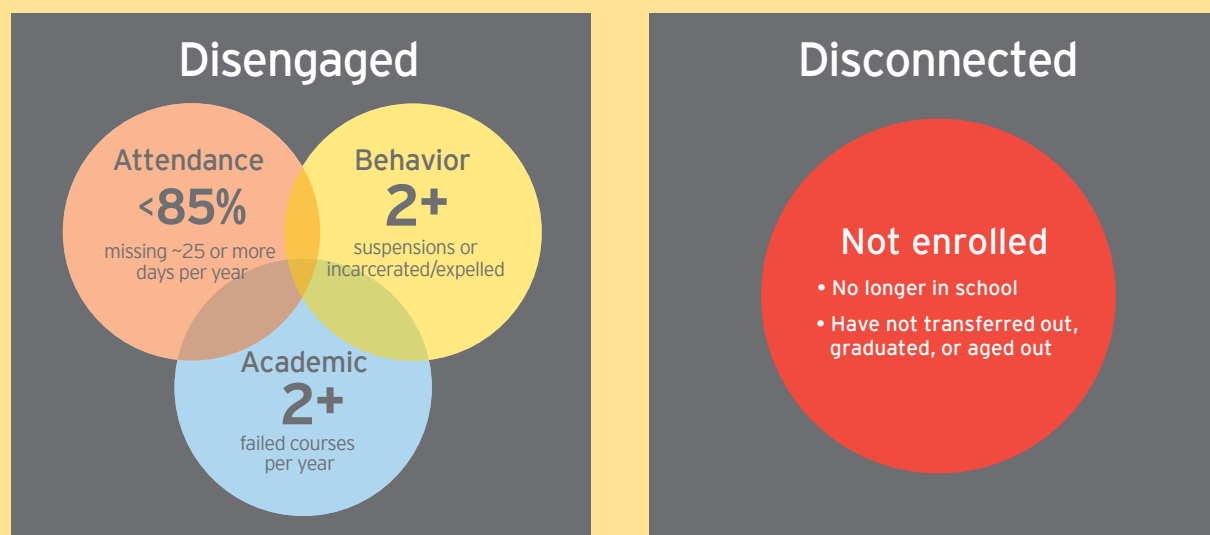 Disengaged
Attendance
<85%
missing ~25 or more
days per year
Behavior
2+
suspensions or
incarcerated/expelled
Academic
2+
failed courses
per year
Disconnected
Not enrolled
• No longer in school
• Have not transferred out,
graduated, or aged out